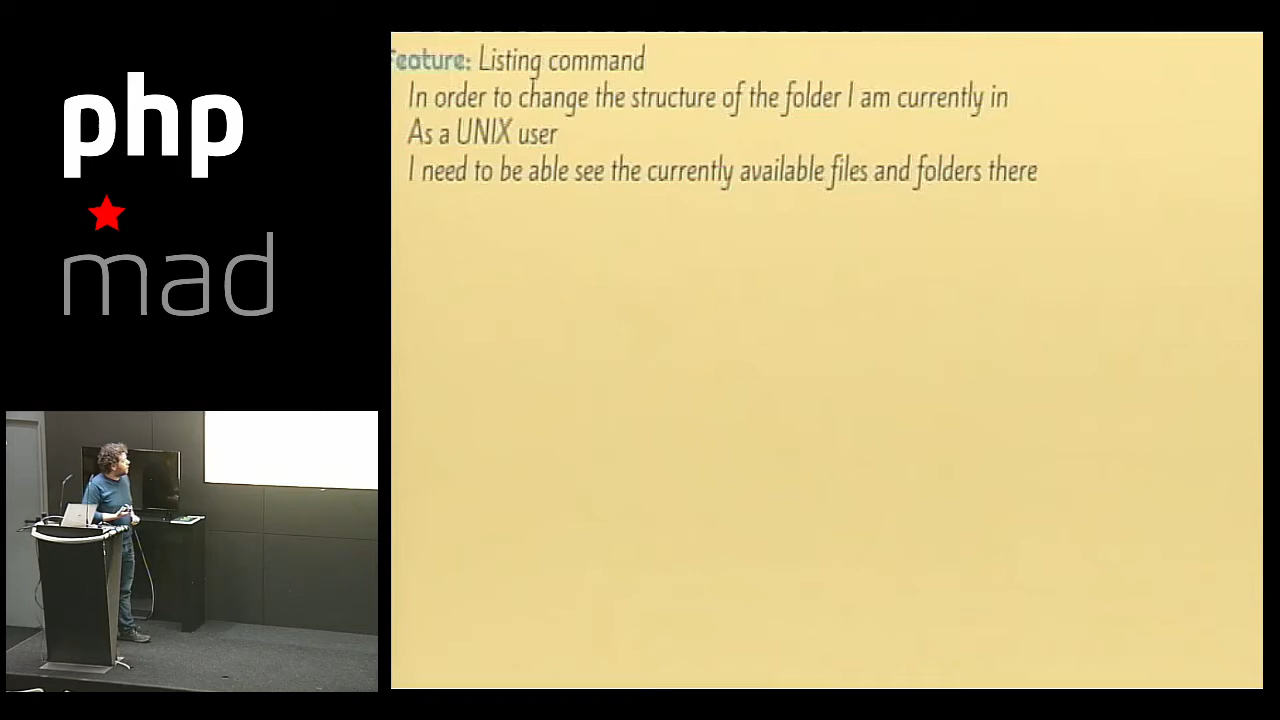 php
mad
Feature: Listing command
In order to change the structure of the folder I am currently in
As a UNIX user
I need to be able see the currently available files and folders there